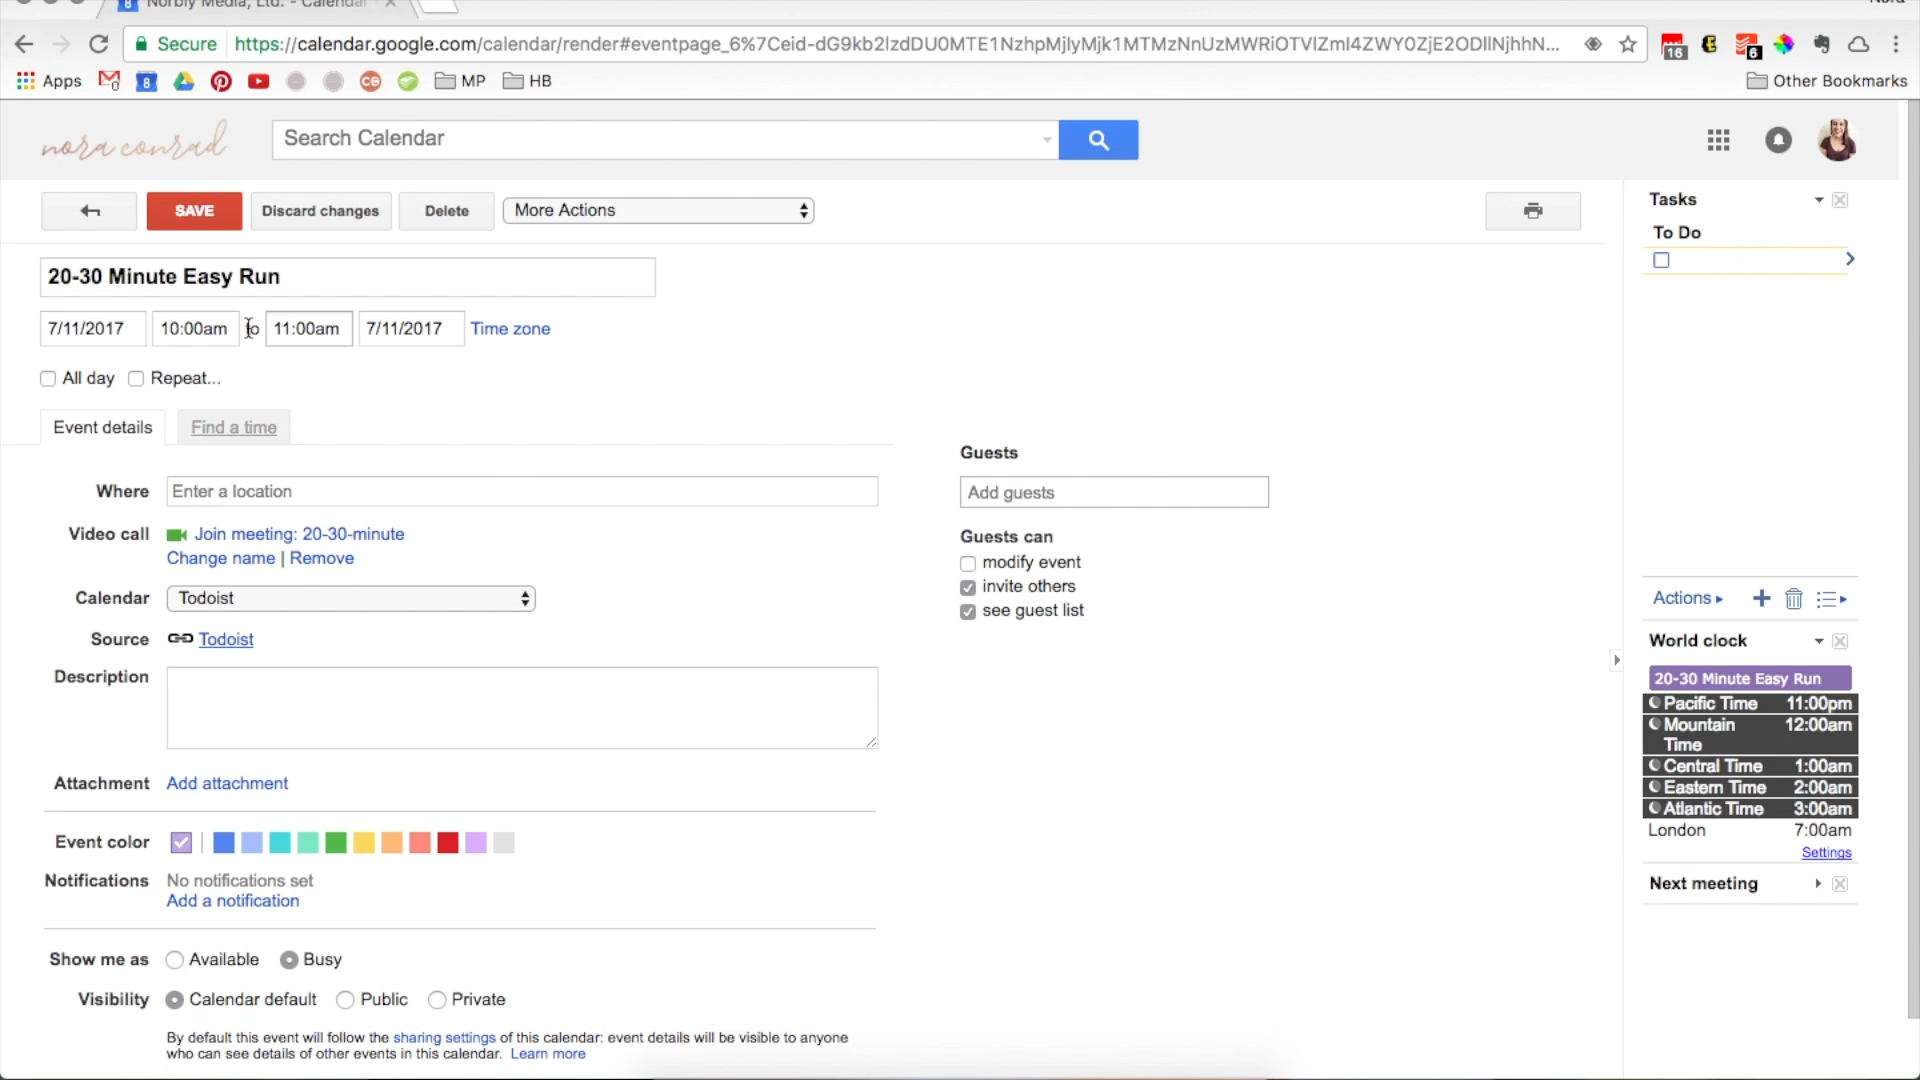 Norbly Media, Ltd. - Calendar
Nora
Secure https://calendar.google.com/calendar/render#eventpage_6%7Ceid-
16
6
Apps
8
MP
HB
Other Bookmarks
nora conrad
Search Calendar
SAVE
Discard changes
Delete
More Actions
Tasks
To Do
20-30 Minute Easy Run
7/11/2017 10:00am to 11:00am 7/11/2017 Time zone
All day Repeat...
Event details Find a time
Guests
Where Enter a location
Add guests
Video call Join meeting: 20-30-minute
Change name | Remove
Guests can
modify event
invite others
see guest list
Calendar Todoist
Source Todoist
Description
Attachment Add attachment
Event color
Notifications No notifications set
Add a notification
Show me as Available Busy
Visibility Calendar default Public Private
By default this event will follow the sharing settings of this calendar: event details will be visible to anyone
who can see details of other events in this calendar. Learn more
Actions
World clock
20-30 Minute Easy Run
Pacific Time 11:00pm
Mountain 12:00am
Time
Central Time 1:00am
Eastern Time 2:00am
Atlantic Time 3:00am
London 7:00am
Settings
Next meeting